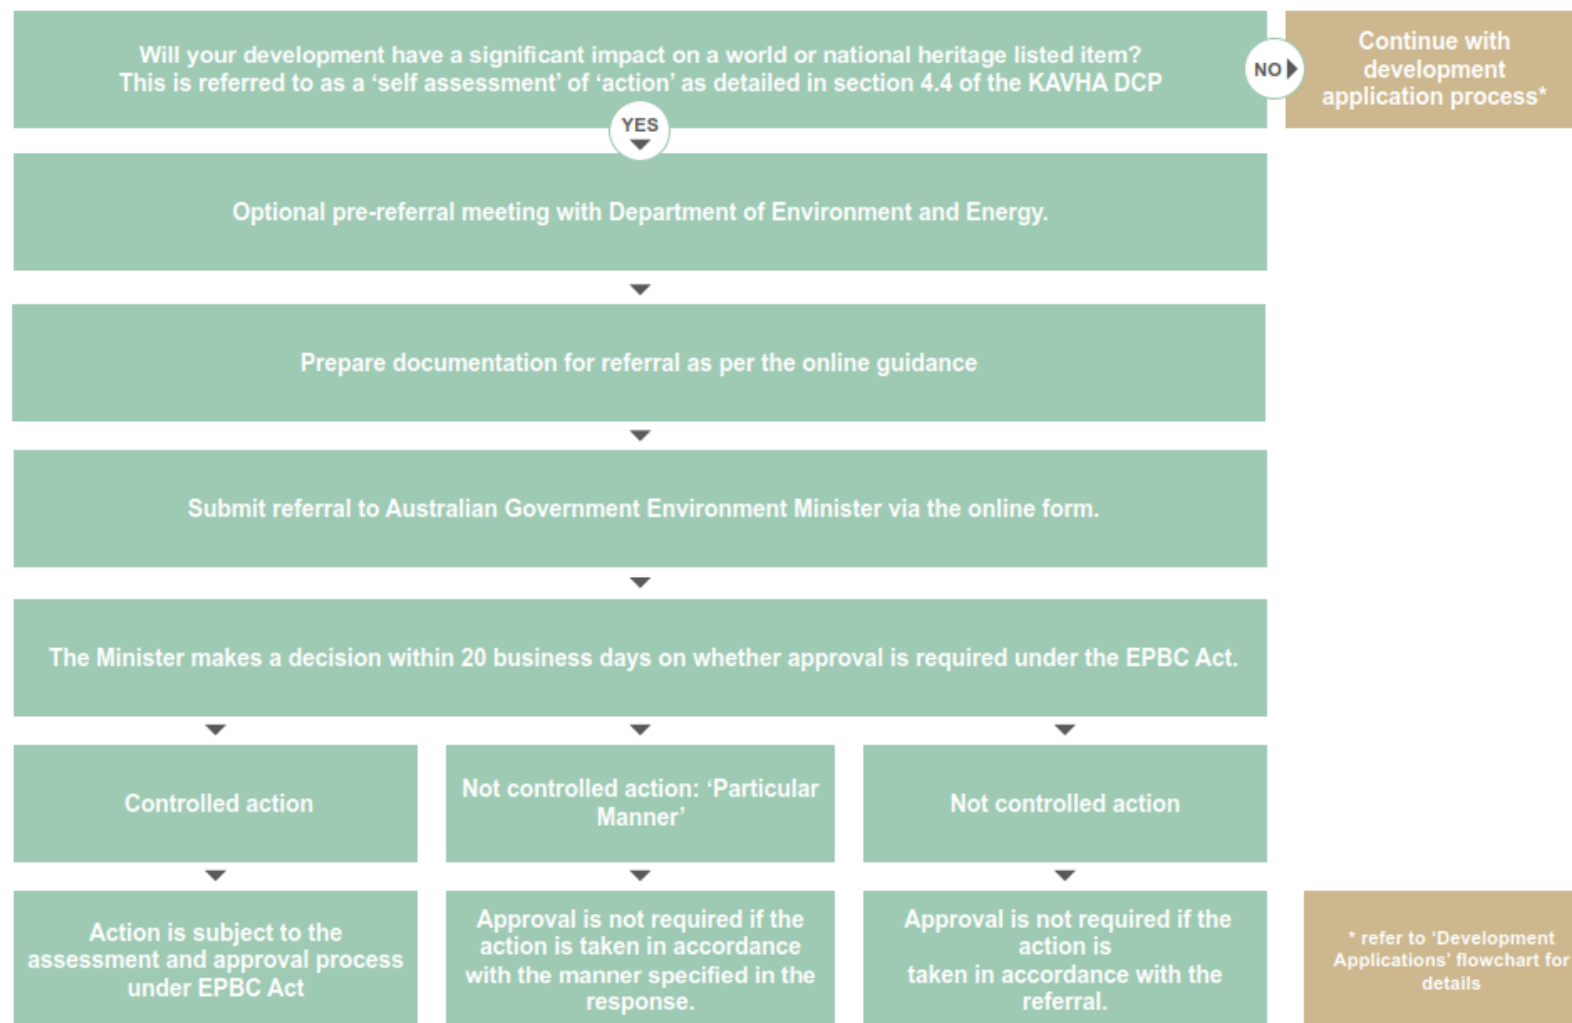 Will your development have a significant impact on a world or national heritage listed item?
This is referred to as a ‘self assessment’ of ‘action’ as detailed in section 4.4 of the KAVHA DCP
NO
Continue with
development
application process*
YES
Optional pre-referral meeting with Department of Environment and Energy.
Prepare documentation for referral as per the online guidance
Submit referral to Australian Government Environment Minister via the online form.
The Minister makes a decision within 20 business days on whether approval is required under the EPBC Act.
Controlled action
Not controlled action: ‘Particular
Manner’
Not controlled action
Action is subject to the
assessment and approval process
under EPBC Act
Approval is not required if the
action is taken in accordance
with the manner specified in the
response.
Approval is not required if the
action is
taken in accordance with the
referral.
* refer to ‘Development
Applications’ flowchart for
details